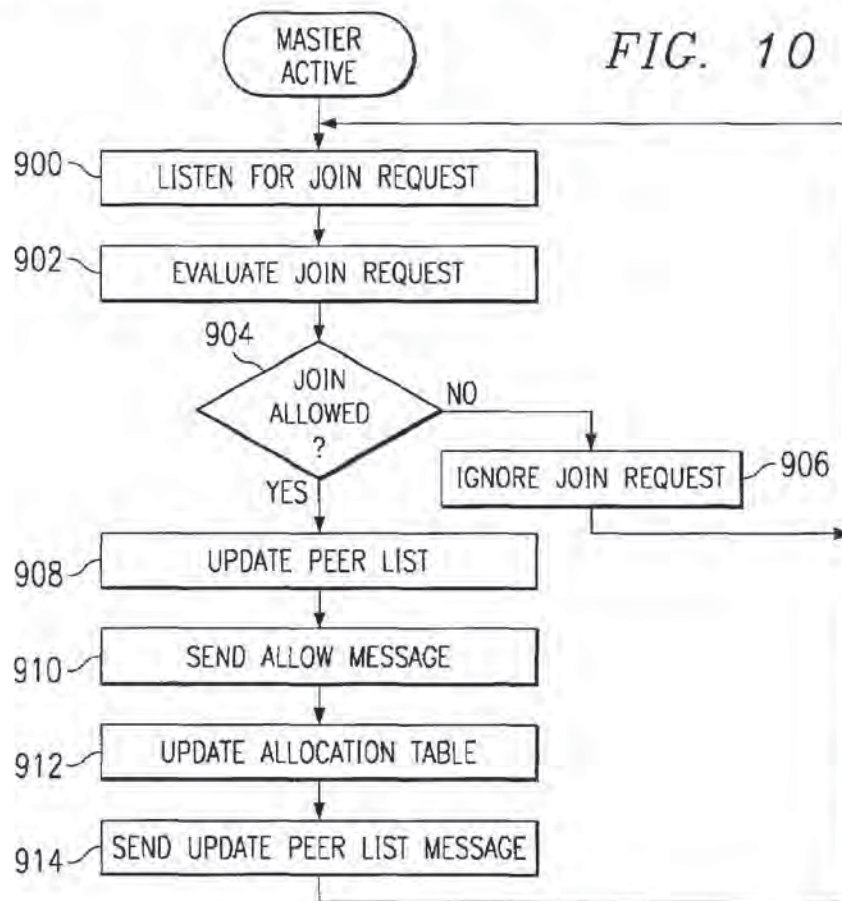 MASTER
ACTIVE
FIG. 10
900
LISTEN FOR JOIN REQUEST
902
EVALUATE JOIN REQUEST
904
JOIN
ALLOWED
?
NO
YES
IGNORE JOIN REQUEST
906
908
UPDATE PEER LIST
910
SEND ALLOW MESSAGE
912
UPDATE ALLOCATION TABLE
914
SEND UPDATE PEER LIST MESSAGE